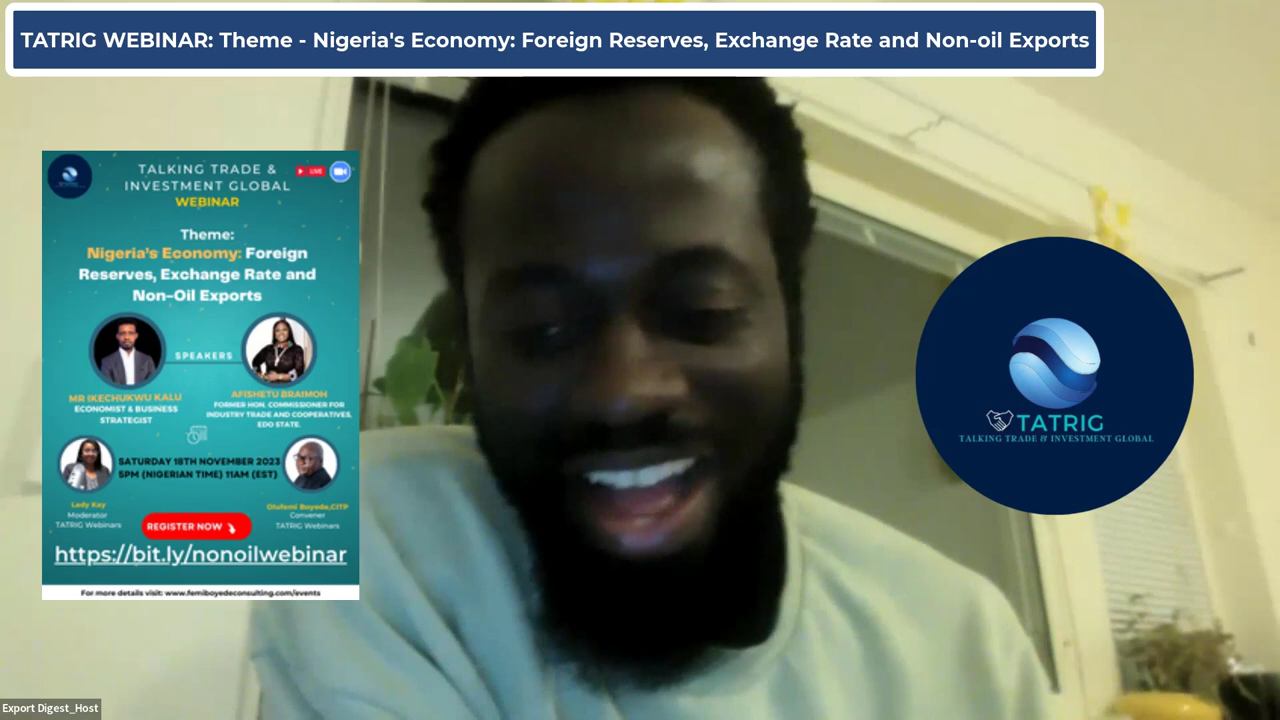 TATRIG WEBINAR: Theme - Nigeria's Economy: Foreign Reserves, Exchange Rate and Non-oil Exports
TALKING TRADE &
INVESTMENT GLOBAL
WEBINAR
LIVE
Theme:
Nigeria's Economy: Foreign
Reserves, Exchange Rate and
Non-Oil Exports
SPEAKERS
MR IKECHUKWU KALU
ECONOMIST & BUSINESS
STRATEGIST
AFISHETU BRAIMOH
FORMER HON. COMMISSIONER FOR
INDUSTRY TRADE AND COOPERATIVES,
EDO STATE.
SATURDAY 18TH NOVEMBER 2023
5PM (NIGERIAN TIME) 11AM (EST)
Lady Kay
Moderator
TATRIG Webinars
Olufemi Boyede,CITP
Convener
TATRIG Webinars
REGISTER NOW
https://bit.ly/nonoilwebinar
For more details visit: www.femiboyedeconsulting.com/events
TATRIG
TALKING TRADE & INVESTMENT GLOBAL
Export Digest_Host